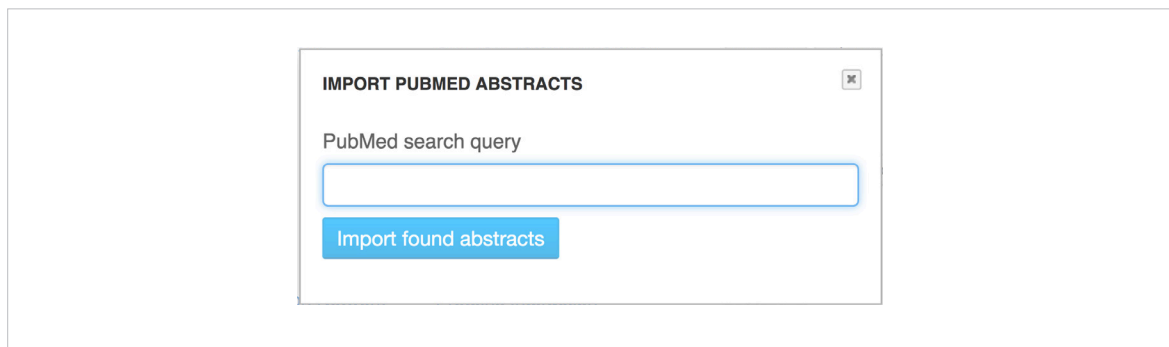 IMPORT PUBMED ABSTRACTS
PubMed search query
Import found abstracts